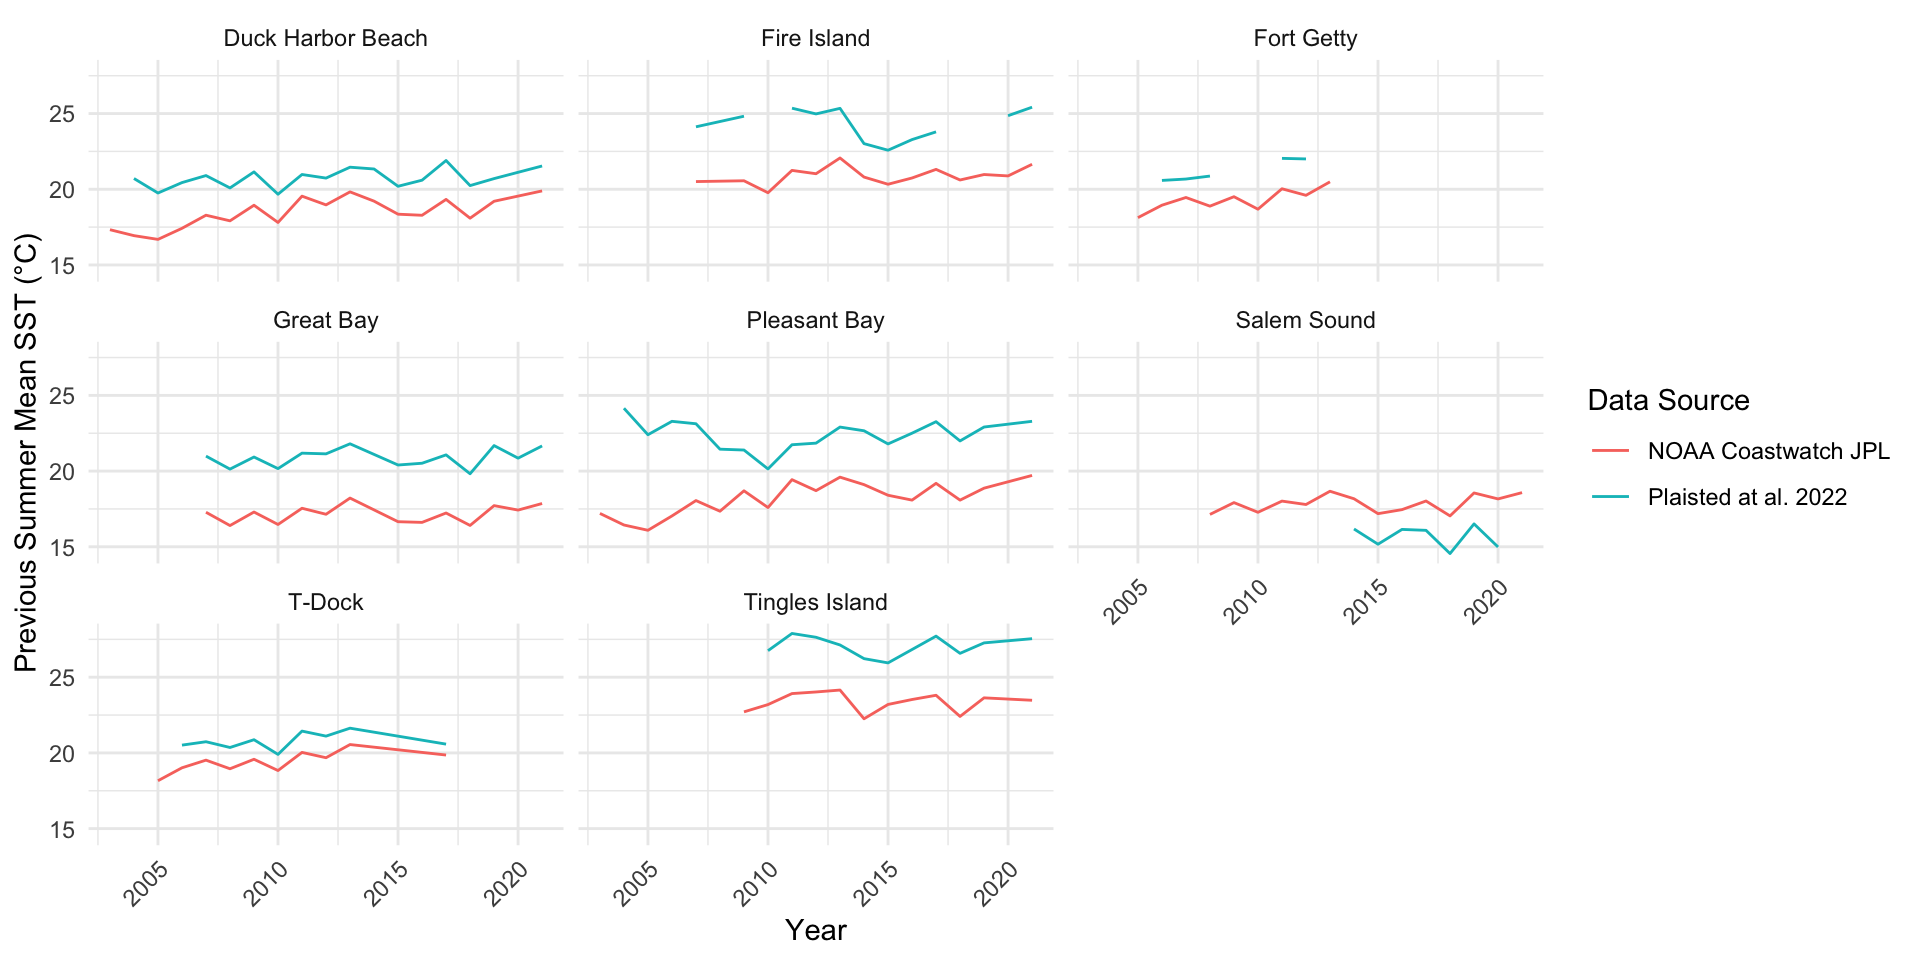 Duck Harbor Beach
Fire Island
Fort Getty
25
20
15
Great Bay
Pleasant Bay
Salem Sound
25
20
15
2005
2010
2015
2020
T-Dock
Tingles Island
25
20
15
2005
2010
2015
2020
2005
2010
2015
2020
Year
Previous Summer Mean SST (°C)
Data Source
NOAA Coastwatch JPL
Plaisted at al. 2022